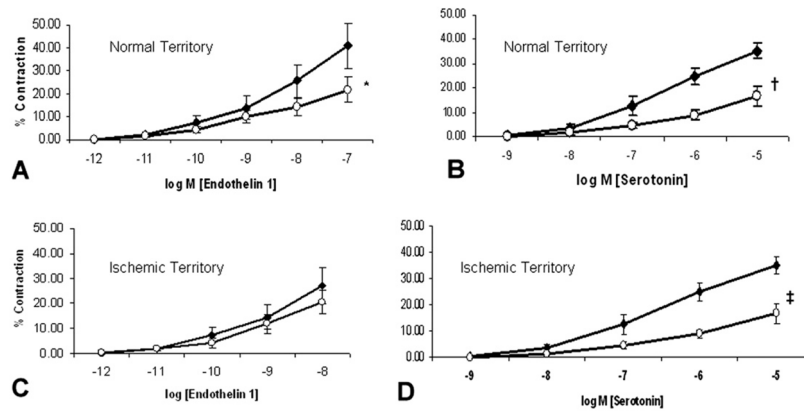 50.00
40.00
30.00
20.00
10.00
0.00
% Contraction
Normal Territory
*
-12 -11 -10 -9 -8 -7
log M [Endothelin 1]
A
50.00
40.00
30.00
20.00
10.00
0.00
Normal Territory
†
-9 -8 -7 -6 -5
log M [Serotonin]
B
50.00
40.00
30.00
20.00
10.00
0.00
% Contraction
Ischemic Territory
-12 -11 -10 -9 -8
log [Endothelin 1]
C
50.00
40.00
30.00
20.00
10.00
0.00
Ischemic Territory
‡
-9 -8 -7 -6 -5
log M [Serotonin]
D